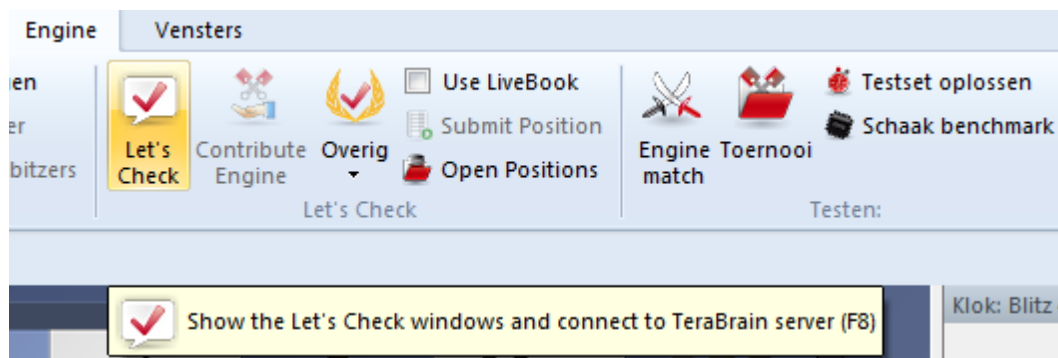 Engine Vensters
en
er
bitzers
Let's
Check
Contribute
Engine
Overig
Use LiveBook
Submit Position
Open Positions
Let's Check
Engine
match
Toernooi
Testset oplossen
Schaak benchmark
Testen:
Show the Let's Check windows and connect to TeraBrain server (F8)
Klok: Blitz